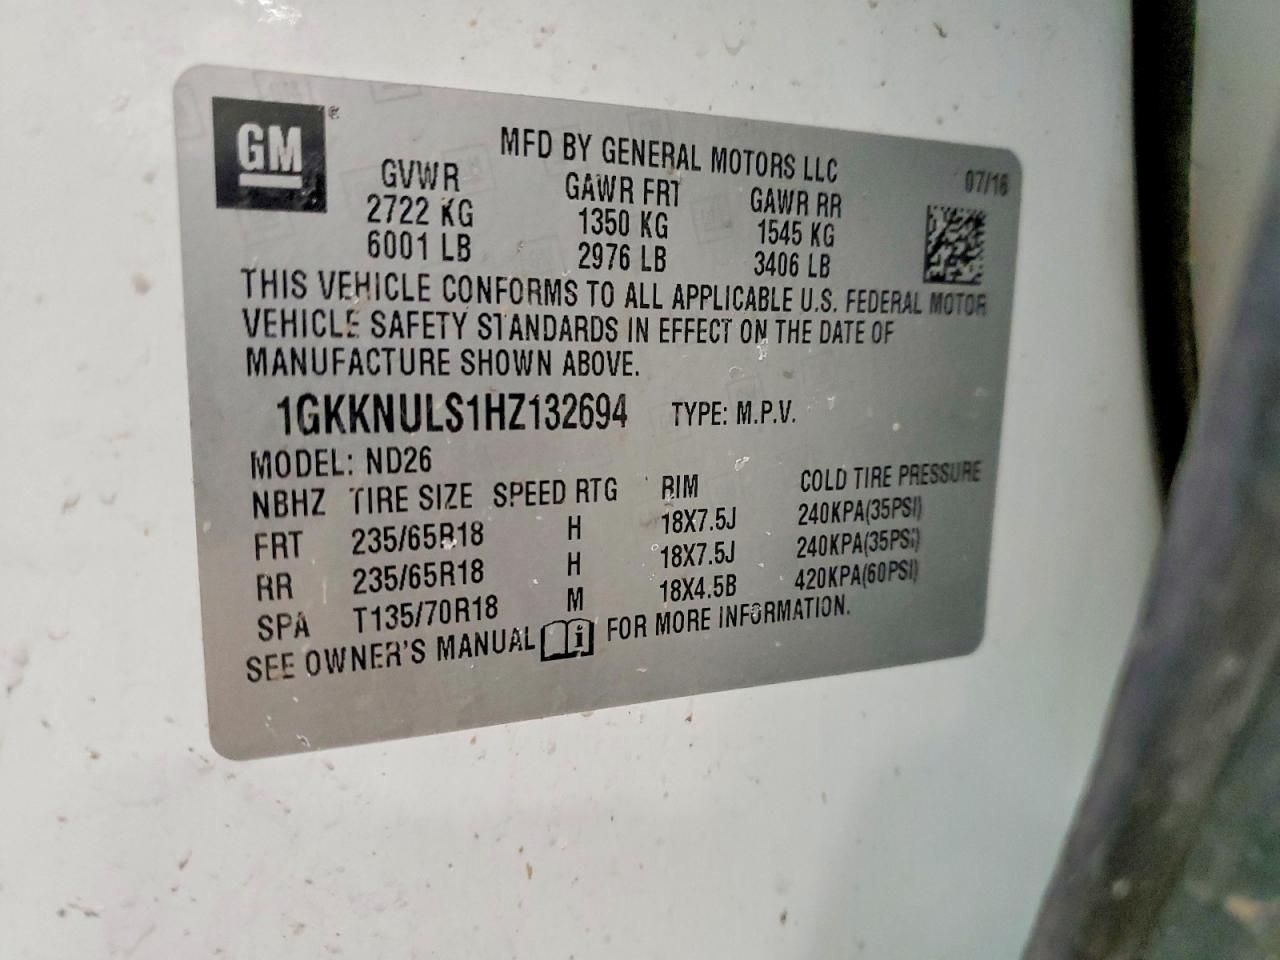 GM ®
MFD BY GENERAL MOTORS LLC 07/16
GVWR GAWR FRT GAWR RR
2722 KG 1350 KG 1545 KG
6001 LB 2976 LB 3406 LB
THIS VEHICLE CONFORMS TO ALL APPLICABLE U.S. FEDERAL MOTOR
VEHICLE SAFETY STANDARDS IN EFFECT ON THE DATE OF
MANUFACTURE SHOWN ABOVE.
1GKKNULS1HZ132694 TYPE: M.P.V.
MODEL: ND26
NBHZ TIRE SIZE SPEED RTG RIM COLD TIRE PRESSURE
FRT 235/65R18 H 18X7.5J 240KPA(35PSI)
RR 235/65R18 H 18X7.5J 240KPA(35PSI)
SPA T135/70R18 M 18X4.5B 420KPA(60PSI)
SEE OWNER'S MANUAL i FOR MORE INFORMATION.